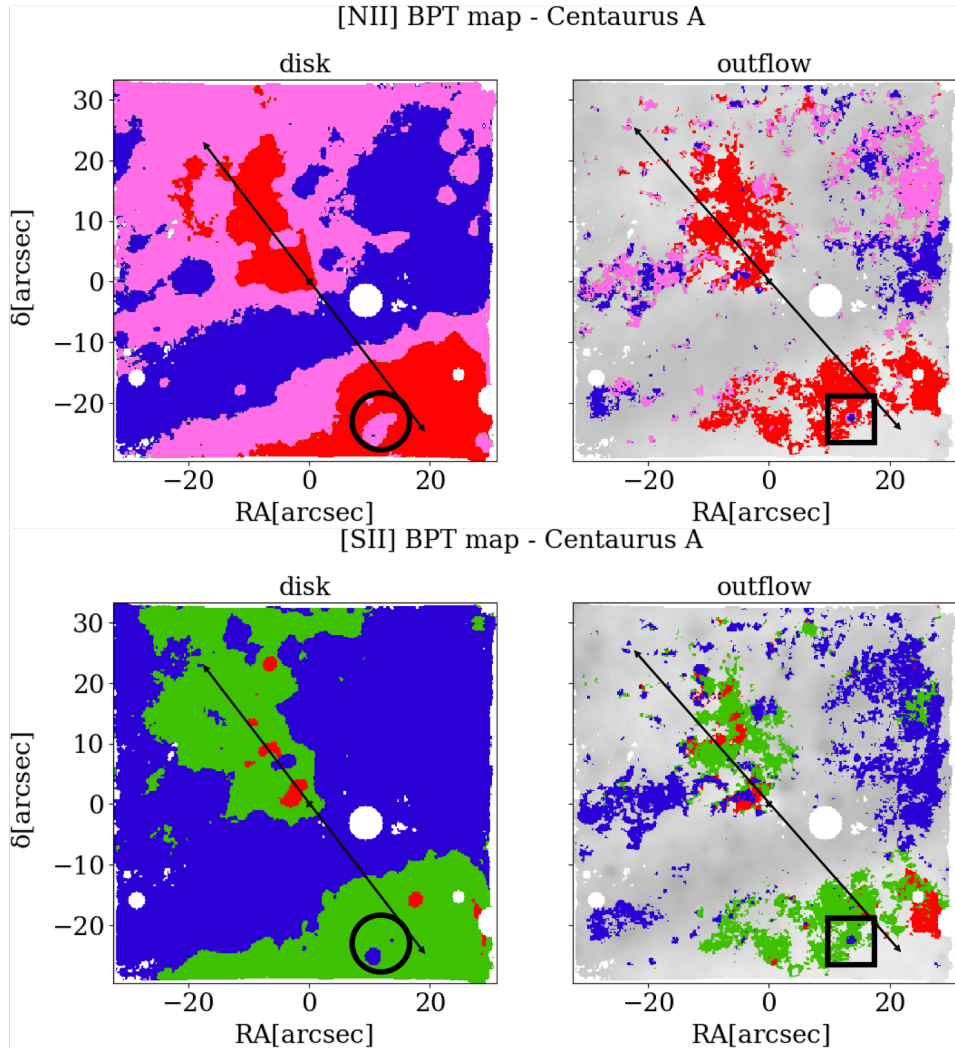 [NII] BPT map - Centaurus A
disk
outflow
30
20
10
0
−10
−20
δ[arcsec]
−20 0 20
−20 0 20
RA[arcsec]
RA[arcsec]
[SII] BPT map - Centaurus A
disk
outflow
30
20
10
0
−10
−20
δ[arcsec]
−20 0 20
−20 0 20
RA[arcsec]
RA[arcsec]